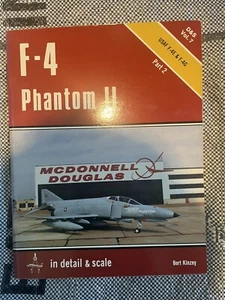 D&S
Vol. 7
USAF F-4E & F-4G
Part 2
F-4
Phantom II
MCDONNELL
DOUGLAS
in detail & scale
Bert Kinzey